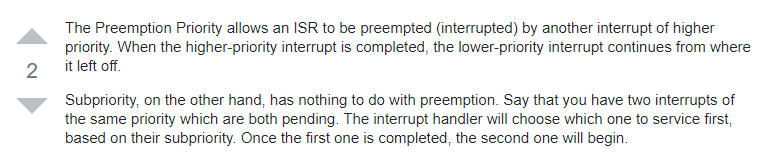 The Preemption Priority allows an ISR to be preempted (interrupted) by another interrupt of higher
priority. When the higher-priority interrupt is completed, the lower-priority interrupt continues from where
it left off.
2
Subpriority, on the other hand, has nothing to do with preemption. Say that you have two interrupts of
the same priority which are both pending. The interrupt handler will choose which one to service first,
based on their subpriority. Once the first one is completed, the second one will begin.